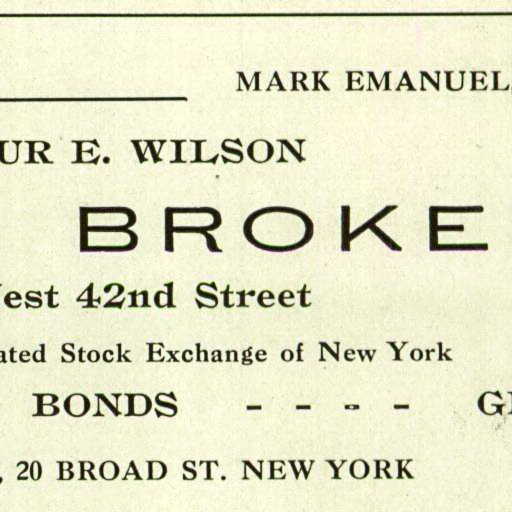 MARK EMANUEL,
UR E. WILSON
BROKE
est 42nd Street
ated Stock Exchange of New York
BONDS - - - - G
, 20 BROAD ST. NEW YORK